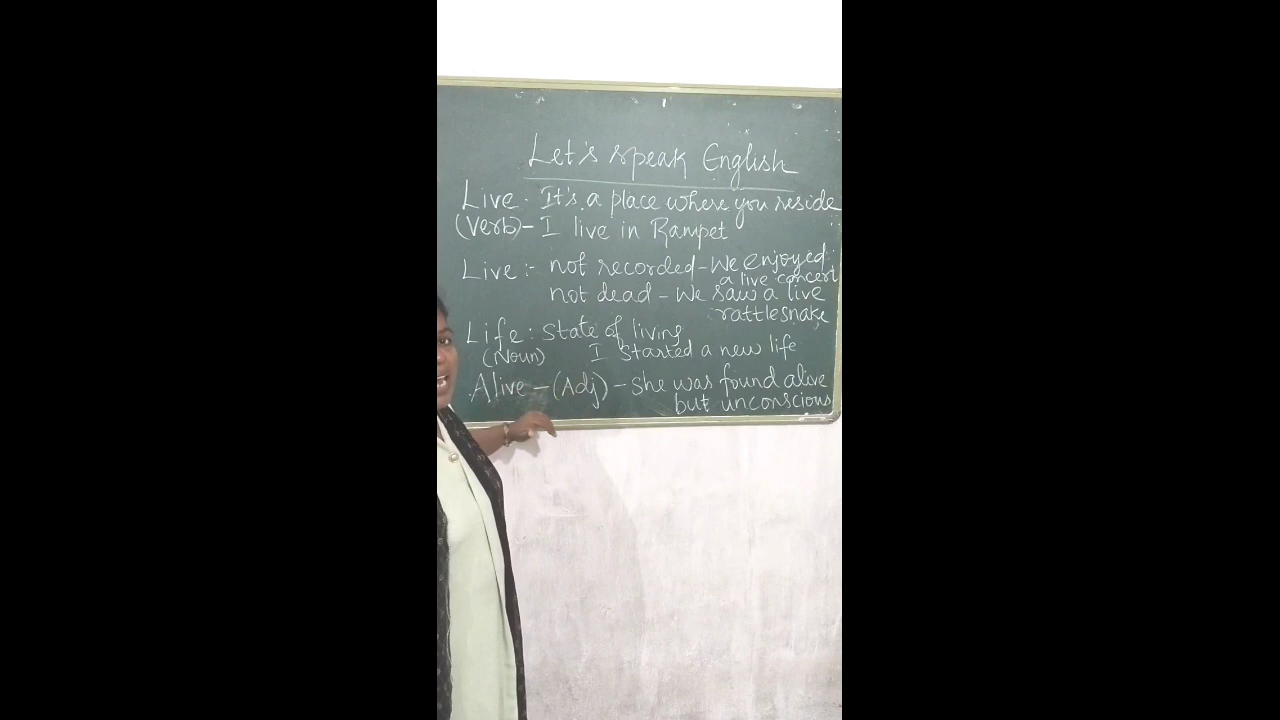 Let's speak English
Live - It's a place where you reside
(Verb) - I live in Rampet
Live :- not recorded - We enjoyed
a live concert
not dead - We saw a live
rattlesnake
Life : State of living
(Noun) I started a new life
Alive - (Adj) - She was found alive
but unconscious